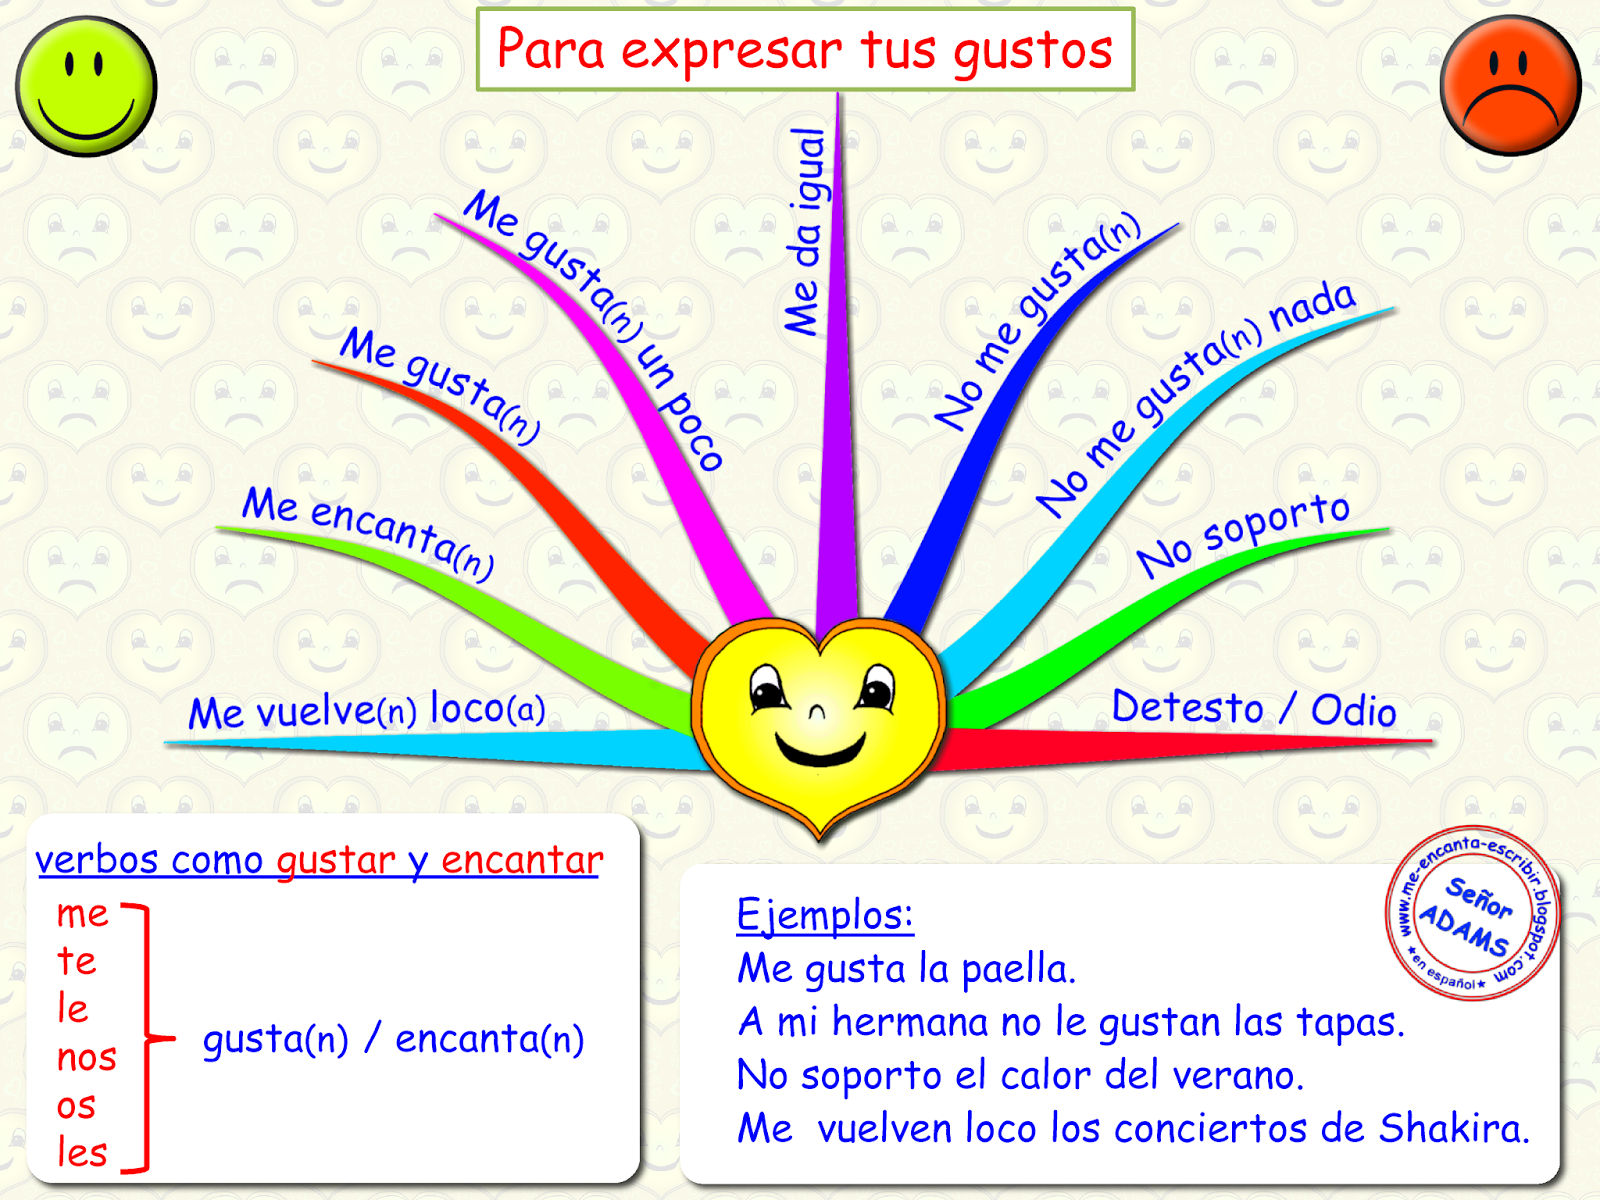 Para expresar tus gustos
Me vuelve(n) loco(a)
Me encanta(n)
Me gusta(n)
Me gusta(n) un poco
Me da igual
No me gusta(n)
No me gusta(n) nada
No soporto
Detesto / Odio
verbos como gustar y encantar
me
te
le
nos
os
les
gusta(n) / encanta(n)
Ejemplos:
Me gusta la paella.
A mi hermana no le gustan las tapas.
No soporto el calor del verano.
Me vuelven loco los conciertos de Shakira.
www.me-encanta-escribir.blogspot.com
Señor
ADAMS
★en español★